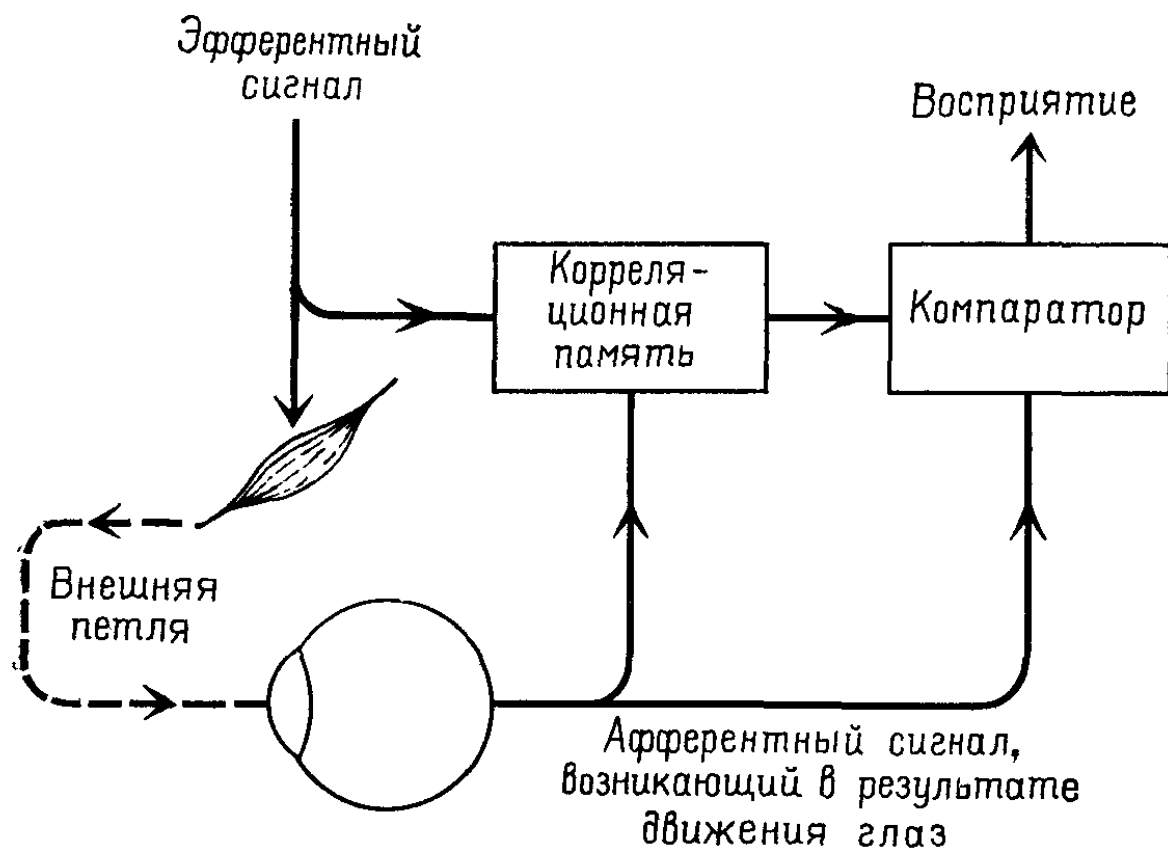 Эфферентный
сигнал
Восприятие
Корреля-
ционная
память
Компаратор
Внешняя
петля
Афферентный сигнал,
возникающий в результате
движения глаз